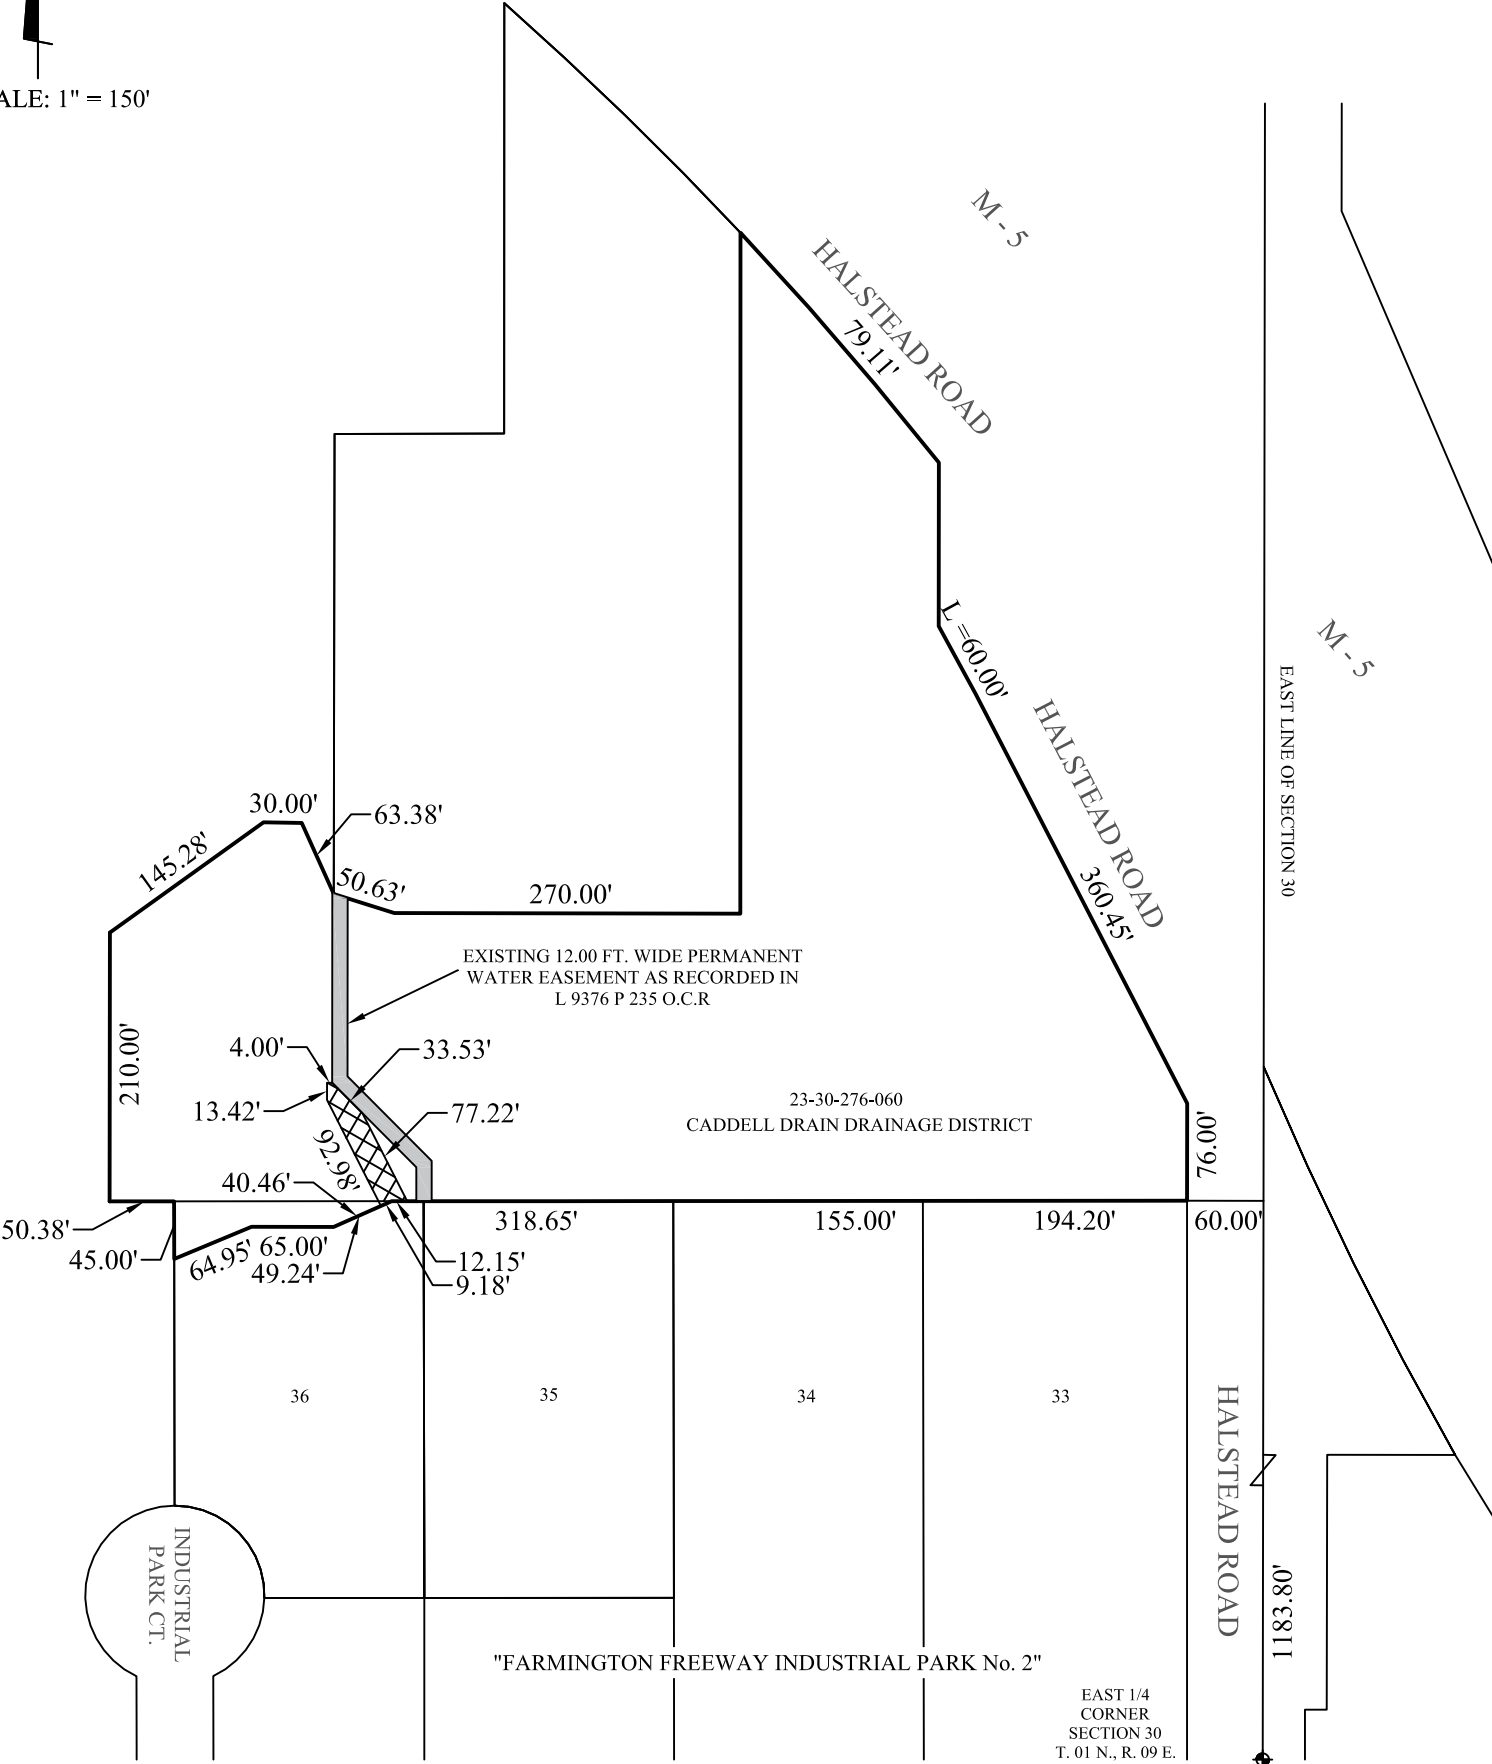 ALE: 1" = 150'
M - 5
HALSTEAD ROAD
79.11'
L =60.00'
M - 5
EAST LINE OF SECTION 30
HALSTEAD ROAD
360.45'
30.00'
63.38'
145.28'
50.63'
270.00'
EXISTING 12.00 FT. WIDE PERMANENT
WATER EASEMENT AS RECORDED IN
L 9376 P 235 O.C.R
210.00'
4.00'
33.53'
13.42'
77.22'
92.98'
23-30-276-060
CADDELL DRAIN DRAINAGE DISTRICT
76.00'
40.46'
50.38'
45.00'
64.95'
65.00'
49.24'
318.65'
155.00'
194.20'
60.00'
12.15'
9.18'
36
35
34
33
HALSTEAD ROAD
INDUSTRIAL
PARK CT.
1183.80'
"FARMINGTON FREEWAY INDUSTRIAL PARK No. 2"
EAST 1/4
CORNER
SECTION 30
T. 01 N., R. 09 E.